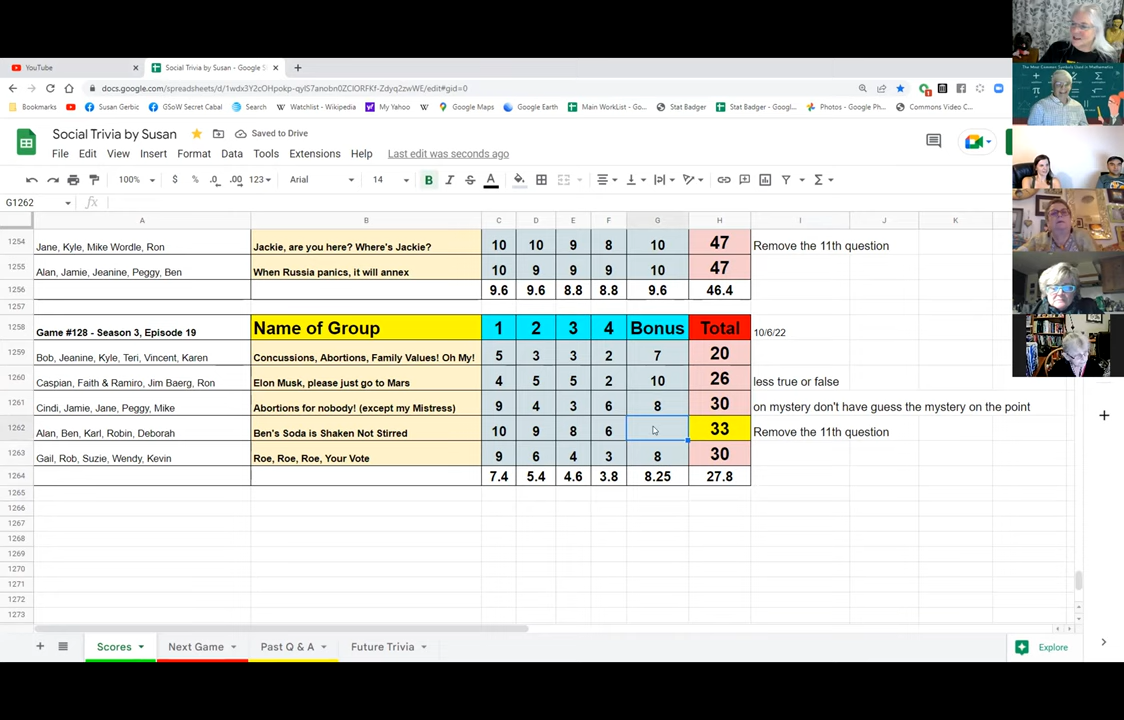 The Most Common Symbols Used in Mathematics
YouTube
Social Trivia by Susan - Google S
docs.google.com/spreadsheets/d/1wdx3Y2cOHpokp-qyIS7anobn0ZCIORFKf-Zdyq2zwE/edit#gid=0
Bookmarks Susan Gerbic GSoW Secret Cabal Search Watchlist - Wikipedia My Yahoo Google Maps Google Earth Main WorkList - Go... Stat Badger Stat Badger - Googl... Photos - Google Ph... Commons Video C...
Social Trivia by Susan Saved to Drive
File Edit View Insert Format Data Tools Extensions Help Last edit was seconds ago
100% $ % .0 .00 123 Arial 14 B I S A
G1262 fx
A B C D E F G H I J K
1254 Jane, Kyle, Mike Wordle, Ron Jackie, are you here? Where's Jackie? 10 10 9 8 10 47 Remove the 11th question
1255 Alan, Jamie, Jeanine, Peggy, Ben When Russia panics, it will annex 10 9 9 9 10 47
1256 9.6 9.6 8.8 8.8 9.6 46.4
1257
1258 Game #128 - Season 3, Episode 19 Name of Group 1 2 3 4 Bonus Total 10/6/22
1259 Bob, Jeanine, Kyle, Teri, Vincent, Karen Concussions, Abortions, Family Values! Oh My! 5 3 3 2 7 20
1260 Caspian, Faith & Ramiro, Jim Baerg, Ron Elon Musk, please just go to Mars 4 5 5 2 10 26 less true or false
1261 Cindi, Jamie, Jane, Peggy, Mike Abortions for nobody! (except my Mistress) 9 4 3 6 8 30 on mystery don't have guess the mystery on the point
1262 Alan, Ben, Karl, Robin, Deborah Ben's Soda is Shaken Not Stirred 10 9 8 6 33 Remove the 11th question
1263 Gail, Rob, Suzie, Wendy, Kevin Roe, Roe, Roe, Your Vote 9 6 4 3 8 30
1264 7.4 5.4 4.6 3.8 8.25 27.8
1265
1266
1267
1268
1269
1270
1271
1272
1273
Scores Next Game Past Q & A Future Trivia Explore